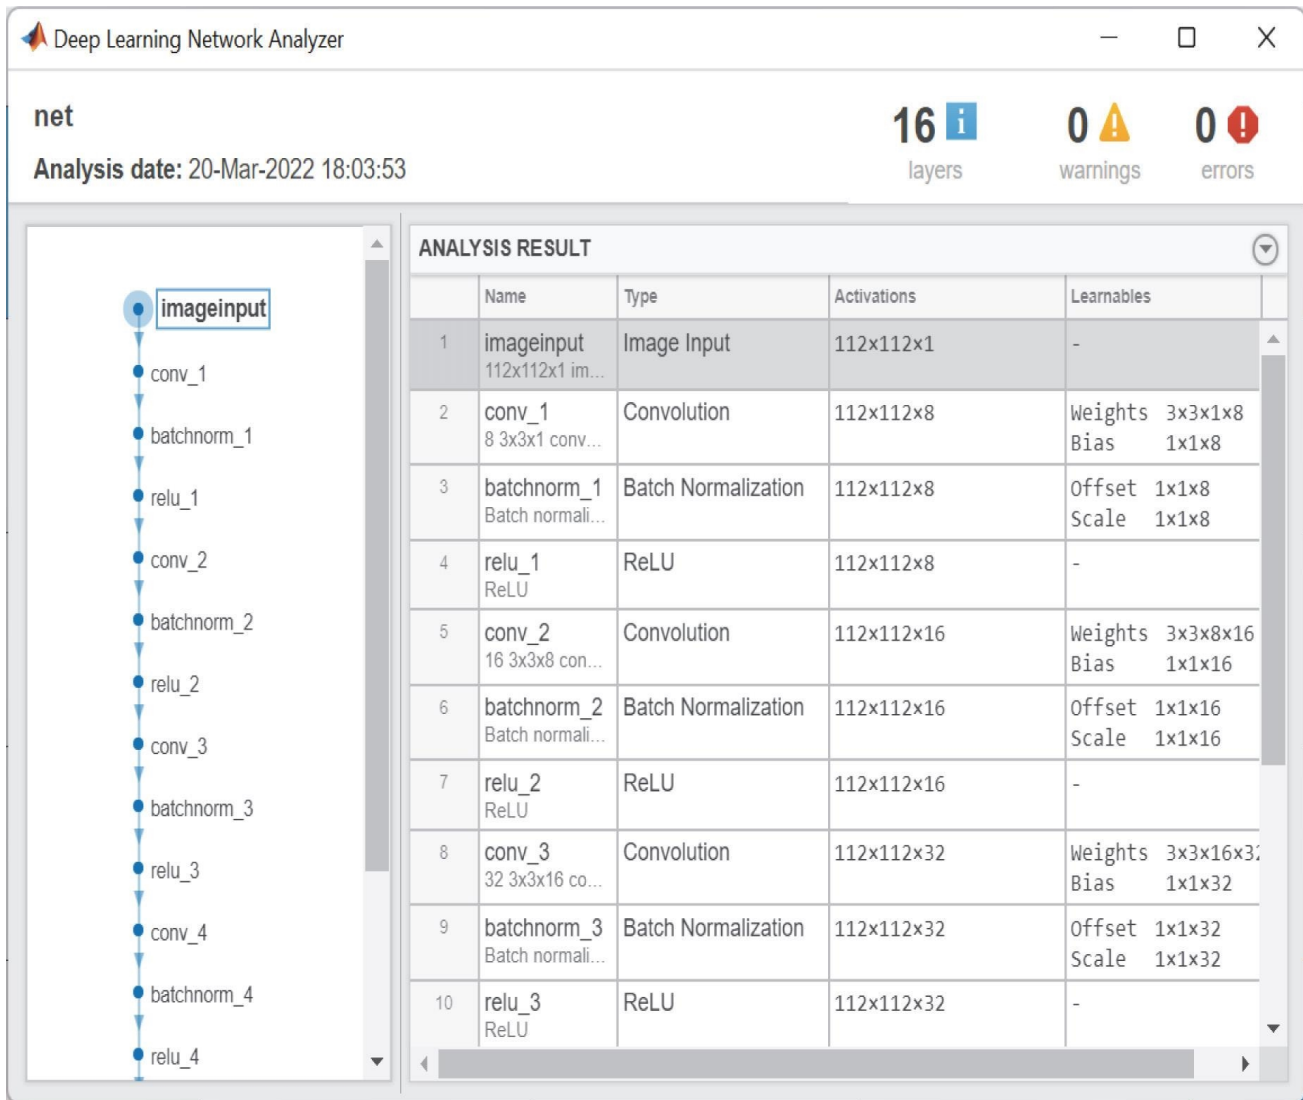 Deep Learning Network Analyzer
net
Analysis date: 20-Mar-2022 18:03:53
16 i
layers
0
warnings
0
errors
imageinput
conv_1
batchnorm_1
relu_1
conv_2
batchnorm_2
relu_2
conv_3
batchnorm_3
relu_3
conv_4
batchnorm_4
relu_4
ANALYSIS RESULT
Name Type Activations Learnables
1 imageinput Image Input 112×112×1 -
112x112x1 im...
2 conv_1 Convolution 112×112×8 Weights 3×3×1×8
8 3x3x1 conv... Bias 1×1×8
3 batchnorm_1 Batch Normalization 112×112×8 Offset 1×1×8
Batch normali... Scale 1×1×8
4 relu_1 ReLU 112×112×8 -
ReLU
5 conv_2 Convolution 112×112×16 Weights 3×3×8×16
16 3x3x8 con... Bias 1×1×16
6 batchnorm_2 Batch Normalization 112×112×16 Offset 1×1×16
Batch normali... Scale 1×1×16
7 relu_2 ReLU 112×112×16 -
ReLU
8 conv_3 Convolution 112×112×32 Weights 3×3×16×32
32 3x3x16 co... Bias 1×1×32
9 batchnorm_3 Batch Normalization 112×112×32 Offset 1×1×32
Batch normali... Scale 1×1×32
10 relu_3 ReLU 112×112×32 -
ReLU